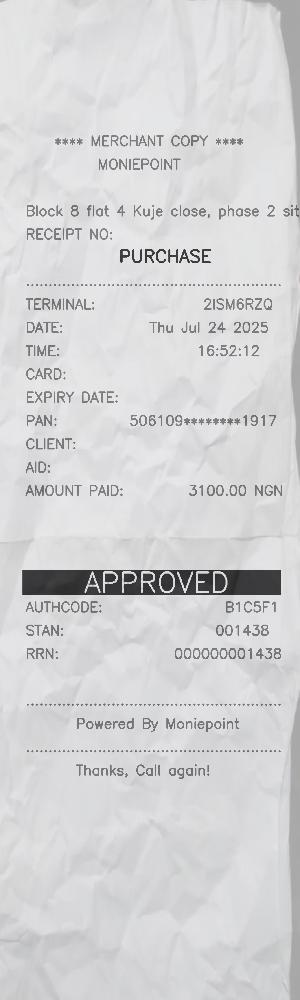 **** MERCHANT COPY ****
MONIEPOINT
Block 8 flat 4 Kuje close, phase 2 sit
RECEIPT NO:
PURCHASE
TERMINAL: 2ISM6RZQ
DATE: Thu Jul 24 2025
TIME: 16:52:12
CARD:
EXPIRY DATE:
PAN: 506109********1917
CLIENT:
AID:
AMOUNT PAID: 3100.00 NGN
APPROVED
AUTHCODE: B1C5F1
STAN: 001438
RRN: 000000001438
Powered By Moniepoint
Thanks, Call again!